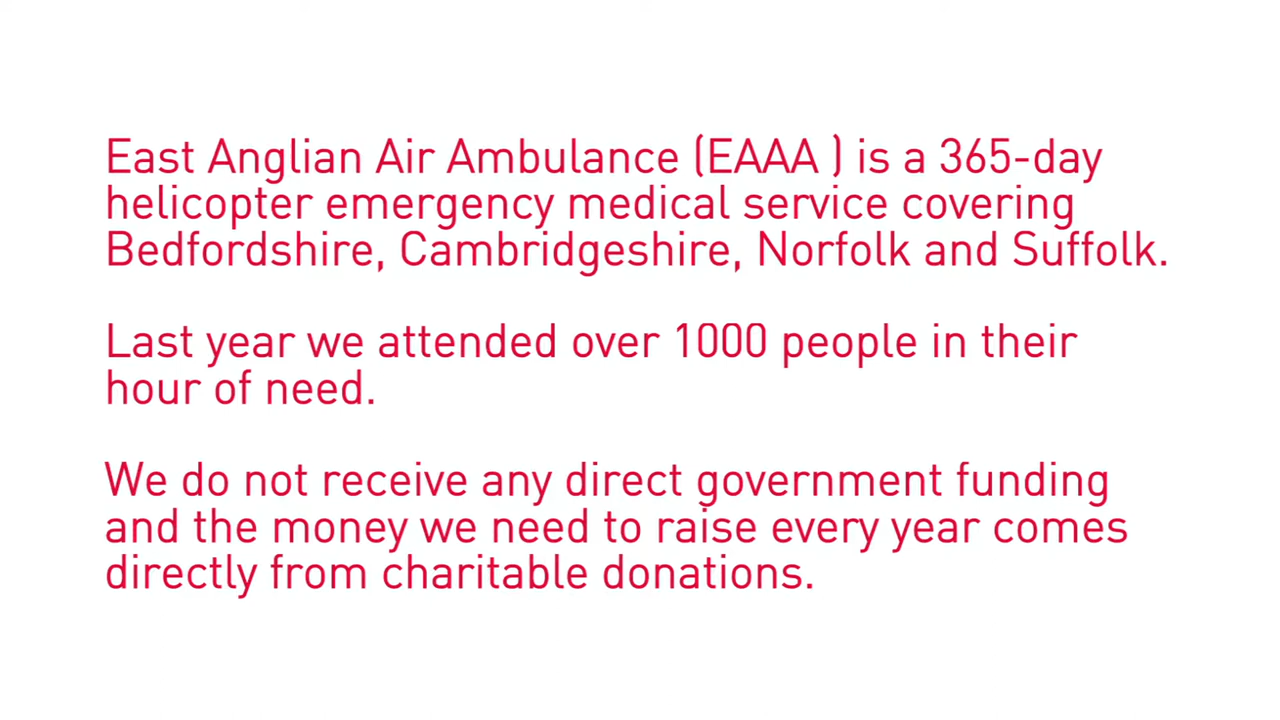 East Anglian Air Ambulance (EAAA ) is a 365-day
helicopter emergency medical service covering
Bedfordshire, Cambridgeshire, Norfolk and Suffolk.
Last year we attended over 1000 people in their
hour of need.
We do not receive any direct government funding
and the money we need to raise every year comes
directly from charitable donations.